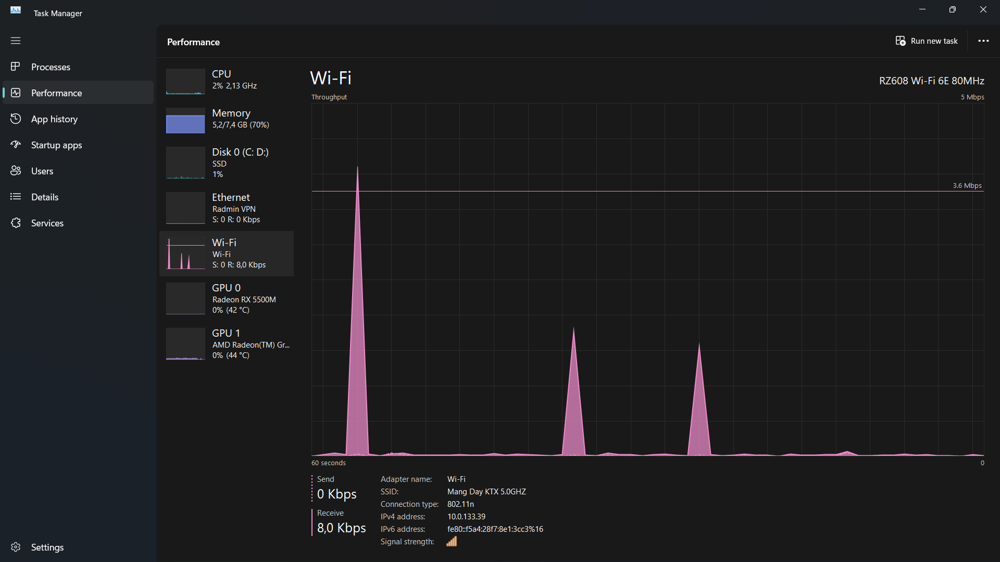 Task Manager
Processes
Performance
App history
Startup apps
Users
Details
Services
Settings
Performance
Run new task
CPU
2% 2,13 GHz
Memory
5,2/7,4 GB (70%)
Disk 0 (C: D:)
SSD
1%
Ethernet
Radmin VPN
S: 0 R: 0 Kbps
Wi-Fi
Wi-Fi
S: 0 R: 8,0 Kbps
GPU 0
Radeon RX 5500M
0% (42 °C)
GPU 1
AMD Radeon(TM) Gr...
0% (44 °C)
Wi-Fi
RZ608 Wi-Fi 6E 80MHz
Throughput
5 Mbps
3.6 Mbps
60 seconds
0
Send
0 Kbps
Receive
8,0 Kbps
Adapter name: Wi-Fi
SSID: Mang Day KTX 5.0GHZ
Connection type: 802.11n
IPv4 address: 10.0.133.39
IPv6 address: fe80::f5a4:28f7:8e1:3cc3%16
Signal strength: